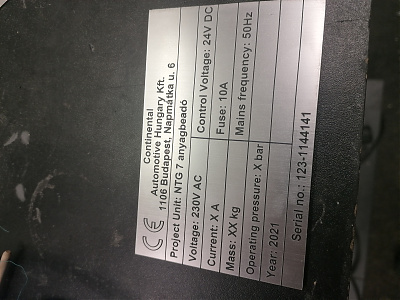 CE
Continental
Automotive Hungary Kft.
1106 Budapest, Napmátka u. 6
Project Unit: NTG 7 anyagbeadó
Voltage: 230V AC Control Voltage: 24V DC
Current: X A Fuse: 10A
Mass: XX kg Mains frequency: 50Hz
Operating pressure: X bar
Year: 2021
Serial no.; 123-1144141